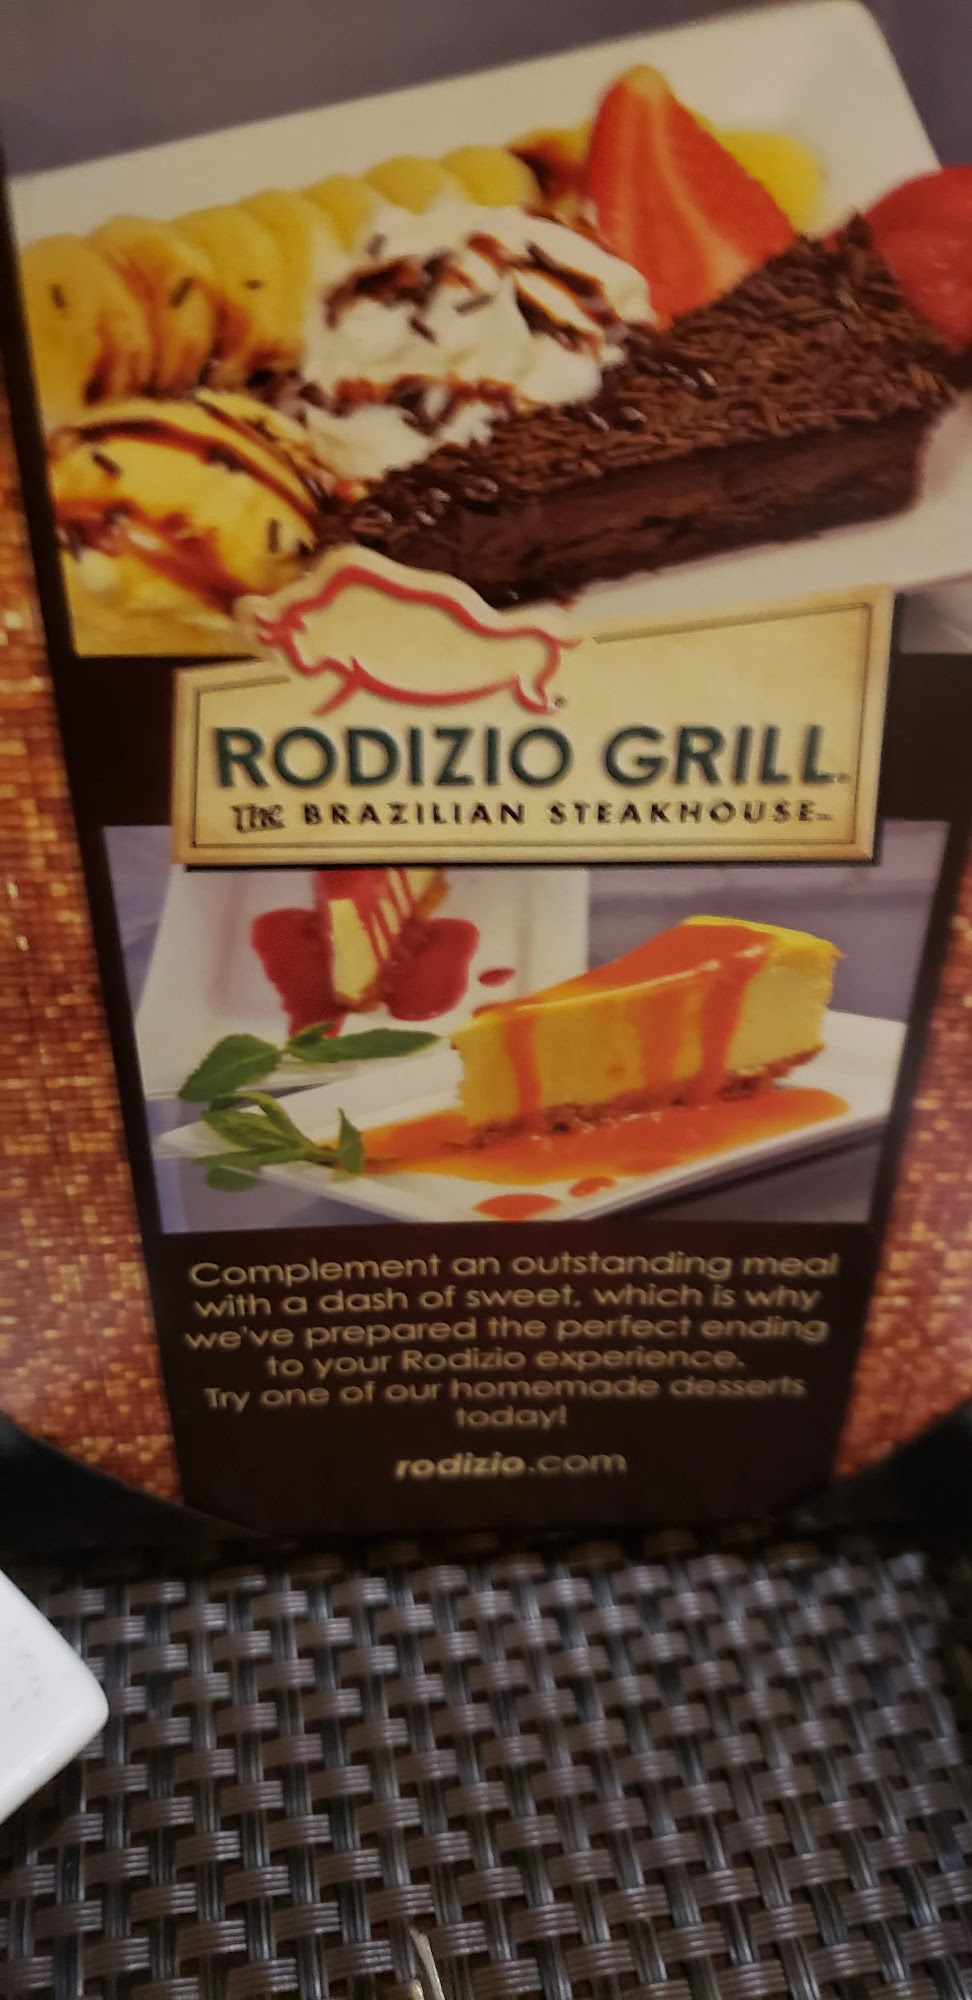 RODIZIO GRILL
THE BRAZILIAN STEAKHOUSE™
Complement an outstanding meal
with a dash of sweet, which is why
we've prepared the perfect ending
to your Rodizio experience.
Try one of our homemade desserts
today!
rodizio.com